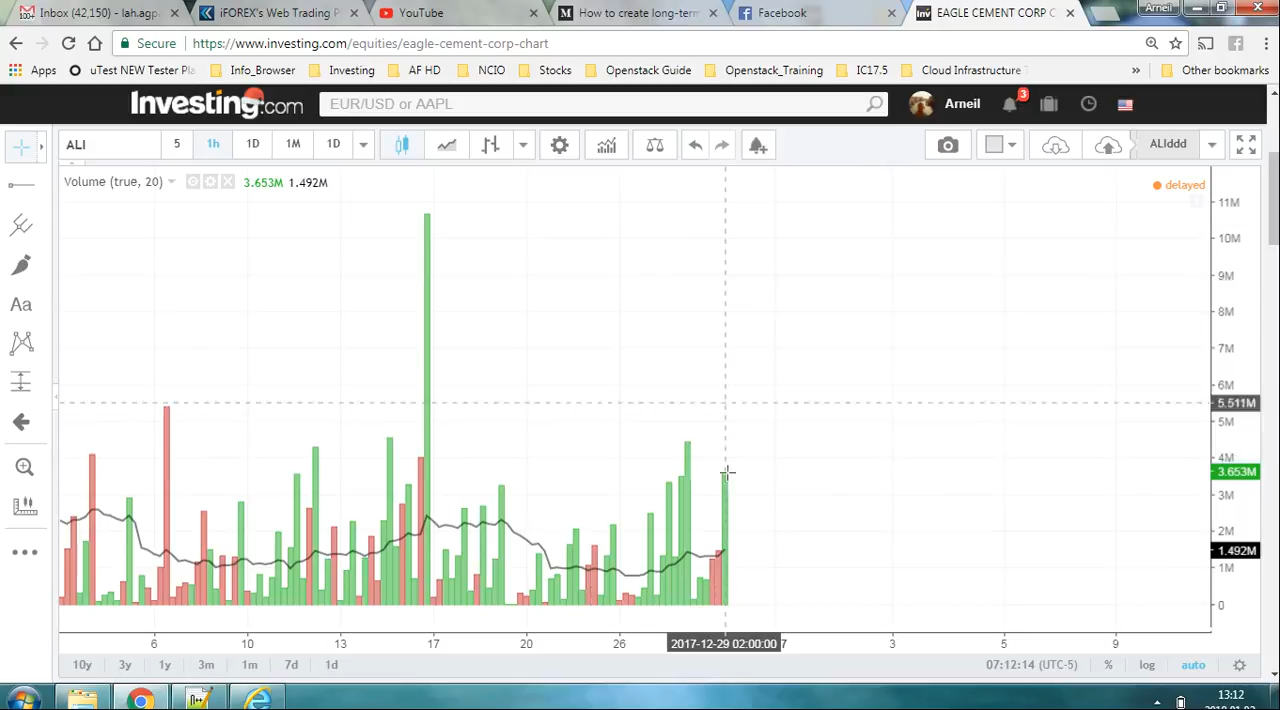 Inbox (42,150) - lah.agp
iFOREX's Web Trading P
YouTube
How to create long-term
Facebook
EAGLE CEMENT CORP C
Arneil
Secure
https://www.investing.com/equities/eagle-cement-corp-chart
Apps
uTest NEW Tester Pla
Info_Browser
Investing
AF HD
NCIO
Stocks
Openstack Guide
Openstack_Training
IC17.5
Cloud Infrastructure
»
Other bookmarks
Investing.com
EUR/USD or AAPL
Arneil
3
ALI
5
1h
1D
1M
1D
ALIddd
Volume (true, 20)
3.653M 1.492M
delayed
11M
10M
9M
8M
7M
6M
5.511M
5M
4M
3.653M
3M
2M
1.492M
1M
0
Aa
6
10
13
17
20
26
2017-12-29 02:00:00
7
3
5
9
10y
3y
1y
3m
1m
7d
1d
07:12:14 (UTC-5)
%
log
auto
13:12